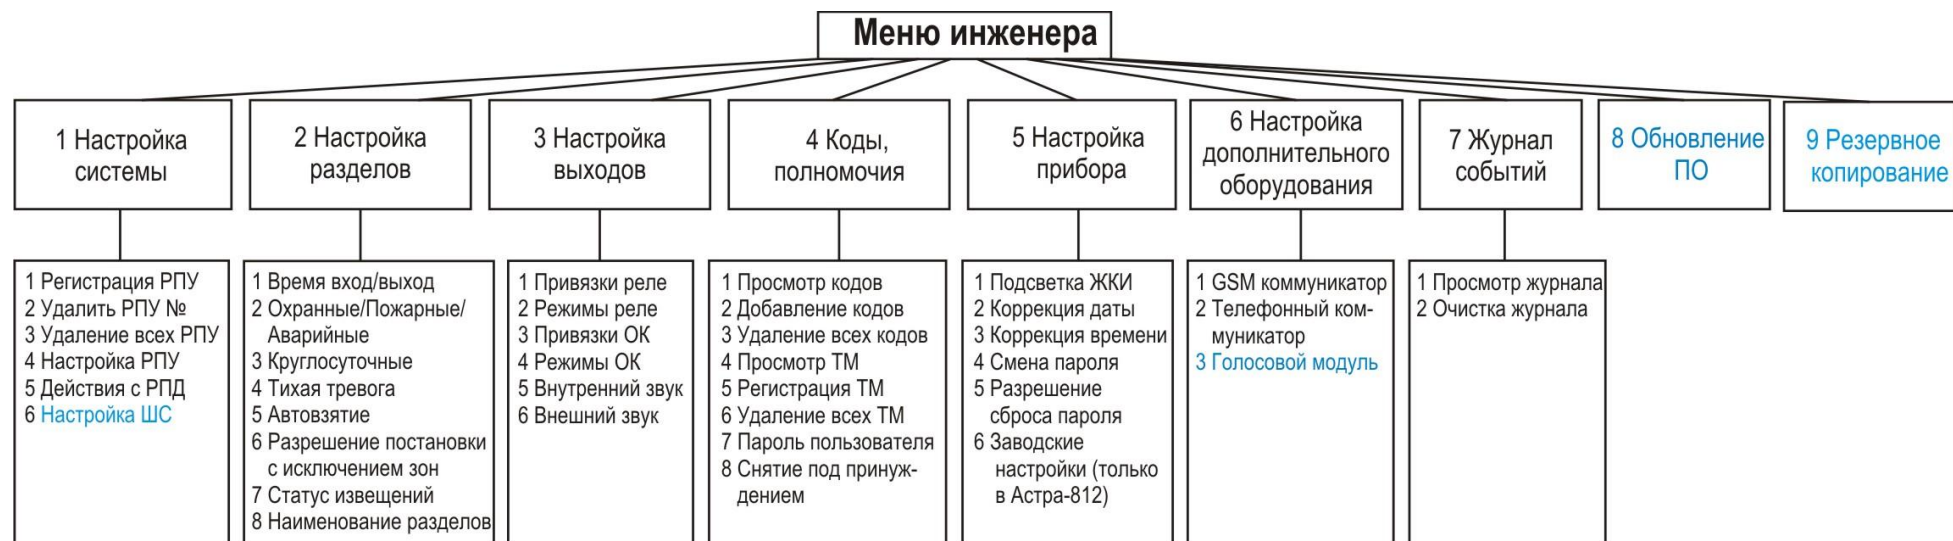 Меню инженера
1 Настройка
системы
2 Настройка
разделов
3 Настройка
выходов
4 Коды,
полномочия
5 Настройка
прибора
6 Настройка
дополнительного
оборудования
7 Журнал
событий
8 Обновление
ПО
9 Резервное
копирование
1 Регистрация РПУ
2 Удалить РПУ №
3 Удаление всех РПУ
4 Настройка РПУ
5 Действия с РПД
6 Настройка ШС
1 Время вход/выход
2 Охранные/Пожарные/
Аварийные
3 Круглосуточные
4 Тихая тревога
5 Автовзятие
6 Разрешение постановки
с исключением зон
7 Статус извещений
8 Наименование разделов
1 Привязки реле
2 Режимы реле
3 Привязки ОК
4 Режимы ОК
5 Внутренний звук
6 Внешний звук
1 Просмотр кодов
2 Добавление кодов
3 Удаление всех кодов
4 Просмотр ТМ
5 Регистрация ТМ
6 Удаление всех ТМ
7 Пароль пользователя
8 Снятие под принуж-
дением
1 Подсветка ЖКИ
2 Коррекция даты
3 Коррекция времени
4 Смена пароля
5 Разрешение
сброса пароля
6 Заводские
настройки (только
в Астра-812)
1 GSM коммуникатор
2 Телефонный ком-
муникатор
3 Голосовой модуль
1 Просмотр журнала
2 Очистка журнала